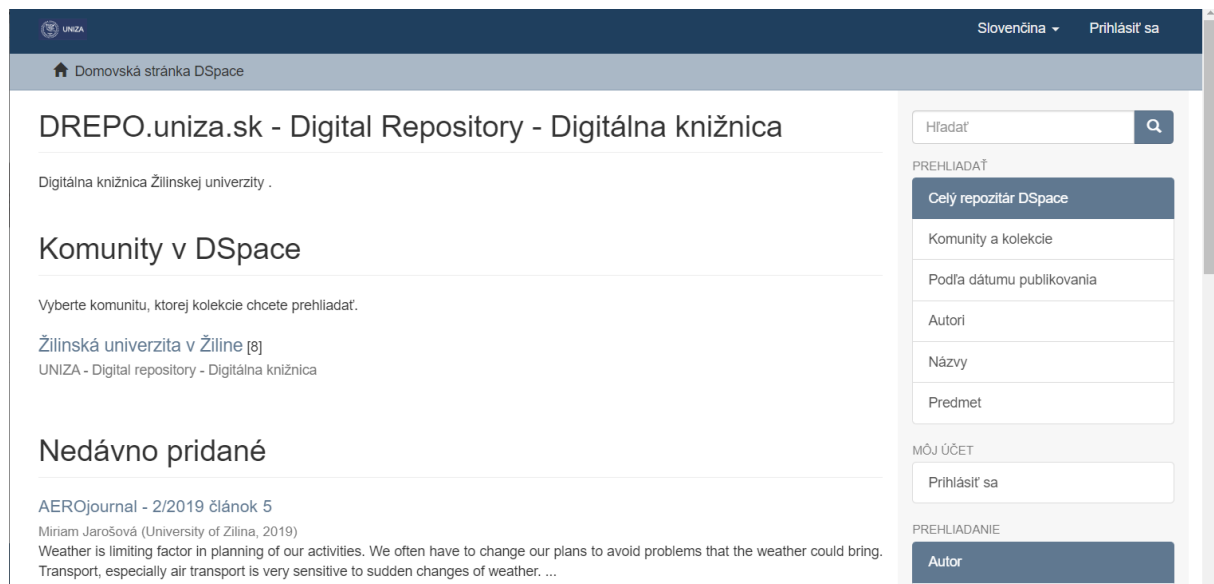 UNIZA
Slovenčina
Prihlásiť sa
Domovská stránka DSpace
DREPO.uniza.sk - Digital Repository - Digitálna knižnica
Digitálna knižnica Žilinskej univerzity .
Komunity v DSpace
Vyberte komunitu, ktorej kolekcie chcete prehliadať.
Žilinská univerzita v Žiline [8]
UNIZA - Digital repository - Digitálna knižnica
Nedávno pridané
AEROjournal - 2/2019 článok 5
Miriam Jarošová (University of Zilina, 2019)
Weather is limiting factor in planning of our activities. We often have to change our plans to avoid problems that the weather could bring.
Transport, especially air transport is very sensitive to sudden changes of weather. ...
Hľadať
PREHLIADAŤ
Celý repozitár DSpace
Komunity a kolekcie
Podľa dátumu publikovania
Autori
Názvy
Predmet
MÔJ ÚČET
Prihlásiť sa
PREHLIADANIE
Autor